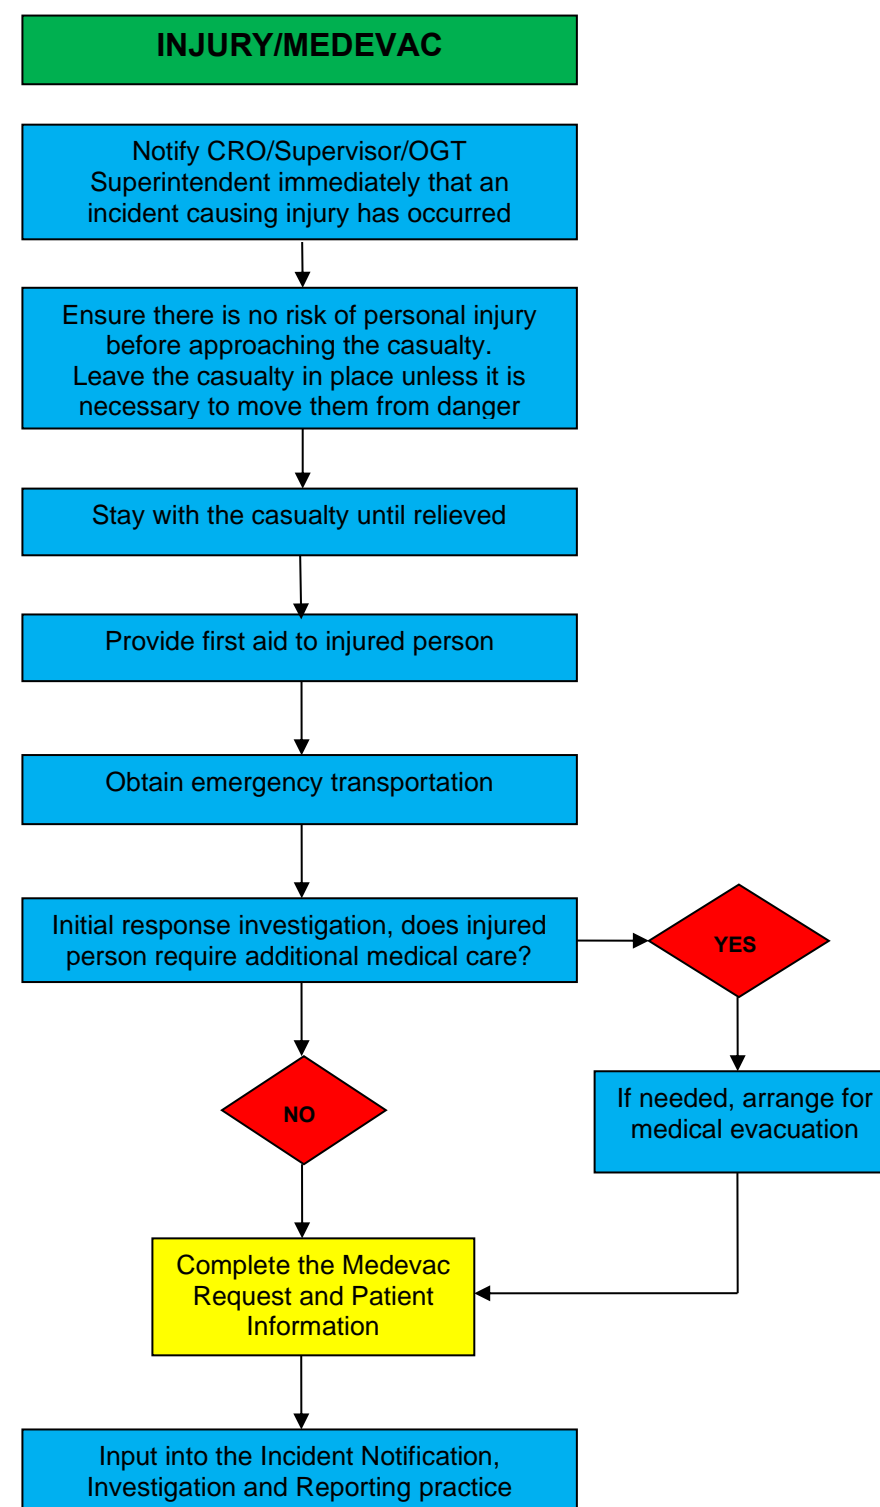 INJURY/MEDEVAC
Notify CRO/Supervisor/OGT
Superintendent immediately that an
incident causing injury has occurred
Ensure there is no risk of personal injury
before approaching the casualty.
Leave the casualty in place unless it is
necessary to move them from danger
Stay with the casualty until relieved
Provide first aid to injured person
Obtain emergency transportation
Initial response investigation, does injured
person require additional medical care?
YES
If needed, arrange for
medical evacuation
NO
Complete the Medevac
Request and Patient
Information
Input into the Incident Notification,
Investigation and Reporting practice